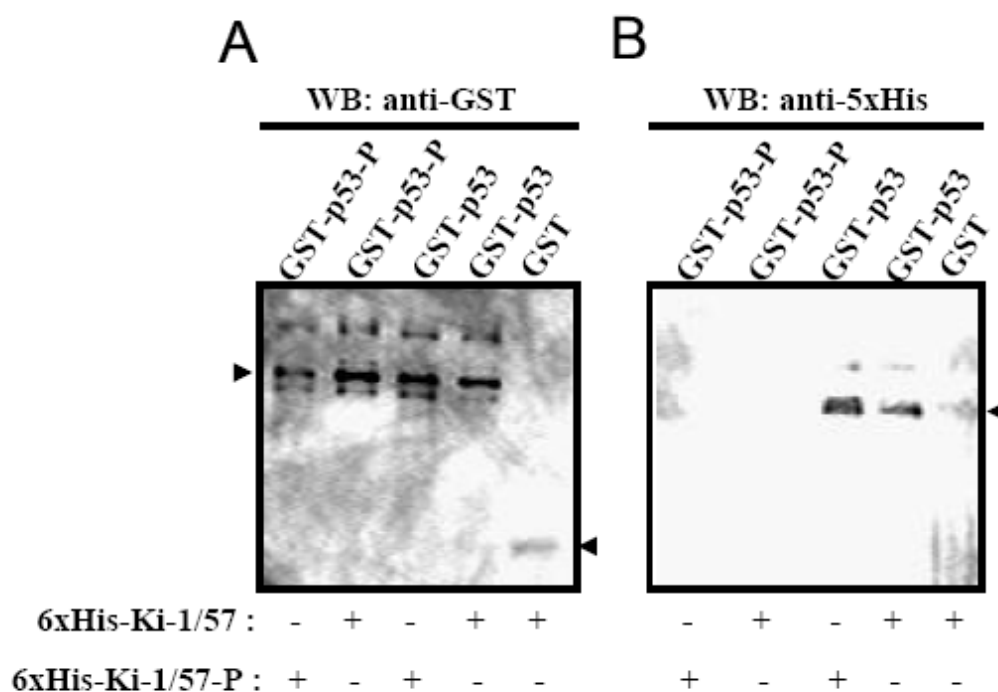 A
B
WB: anti-GST
WB: anti-5xHis
GST-p53-P
GST-p53-P
GST-p53
GST-p53
GST
GST-p53-P
GST-p53-P
GST-p53
GST-p53
GST
6xHis-Ki-1/57 : - + - + + - + - + +
6xHis-Ki-1/57-P : + - + - - + - + - -